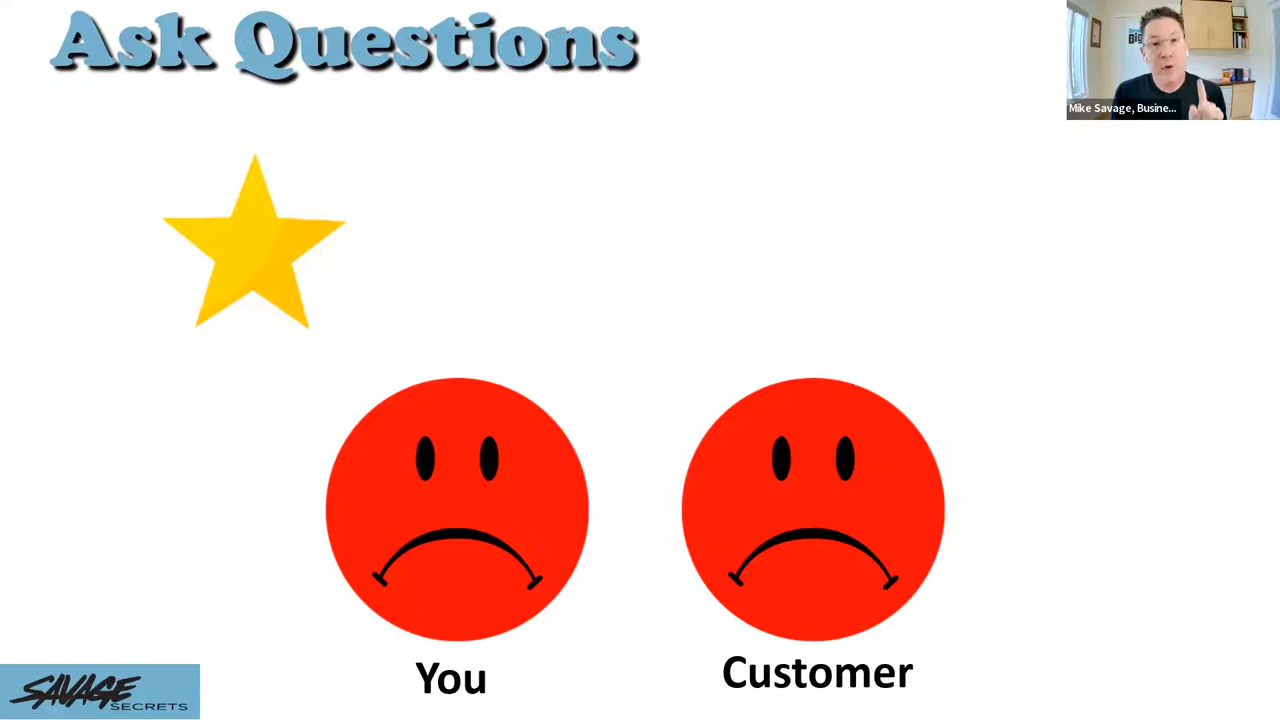 Ask Questions
Mike Savage, Busine...
You
Customer
SAVAGE
SECRETS